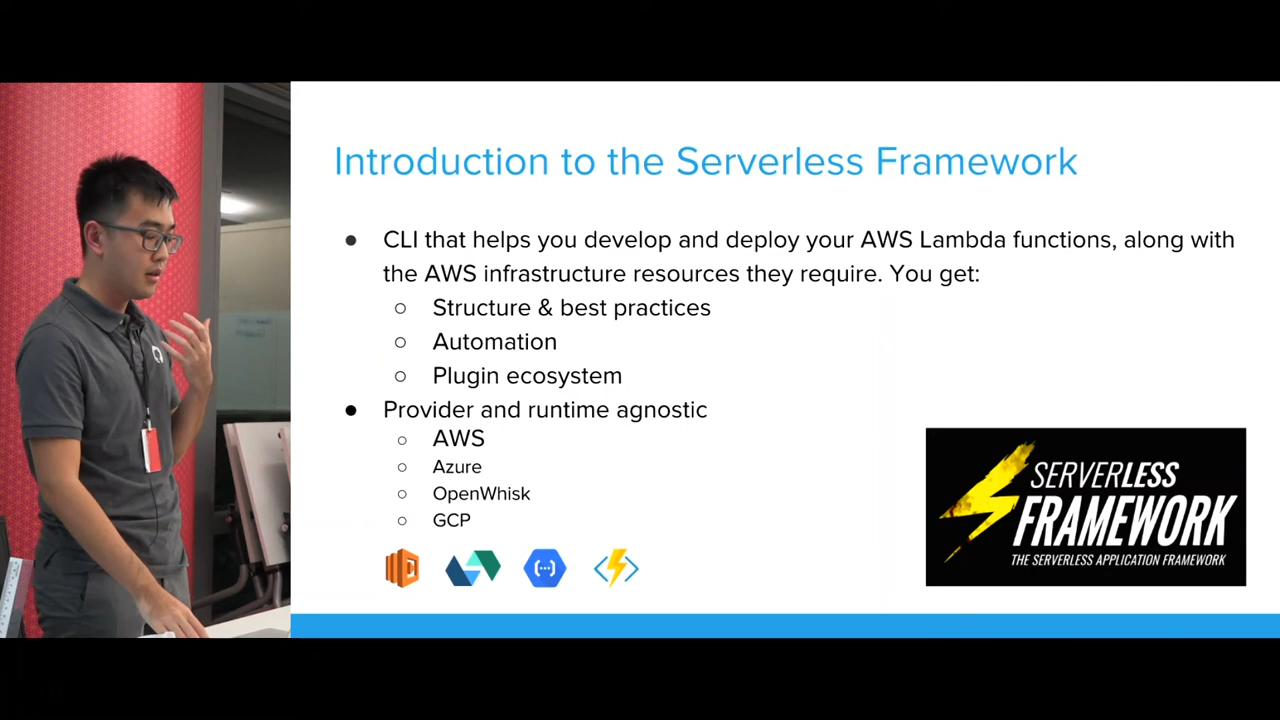 Introduction to the Serverless Framework
● CLI that helps you develop and deploy your AWS Lambda functions, along with
the AWS infrastructure resources they require. You get:
○ Structure & best practices
○ Automation
○ Plugin ecosystem
● Provider and runtime agnostic
○ AWS
○ Azure
○ OpenWhisk
○ GCP
SERVERLESS
FRAMEWORK
THE SERVERLESS APPLICATION FRAMEWORK